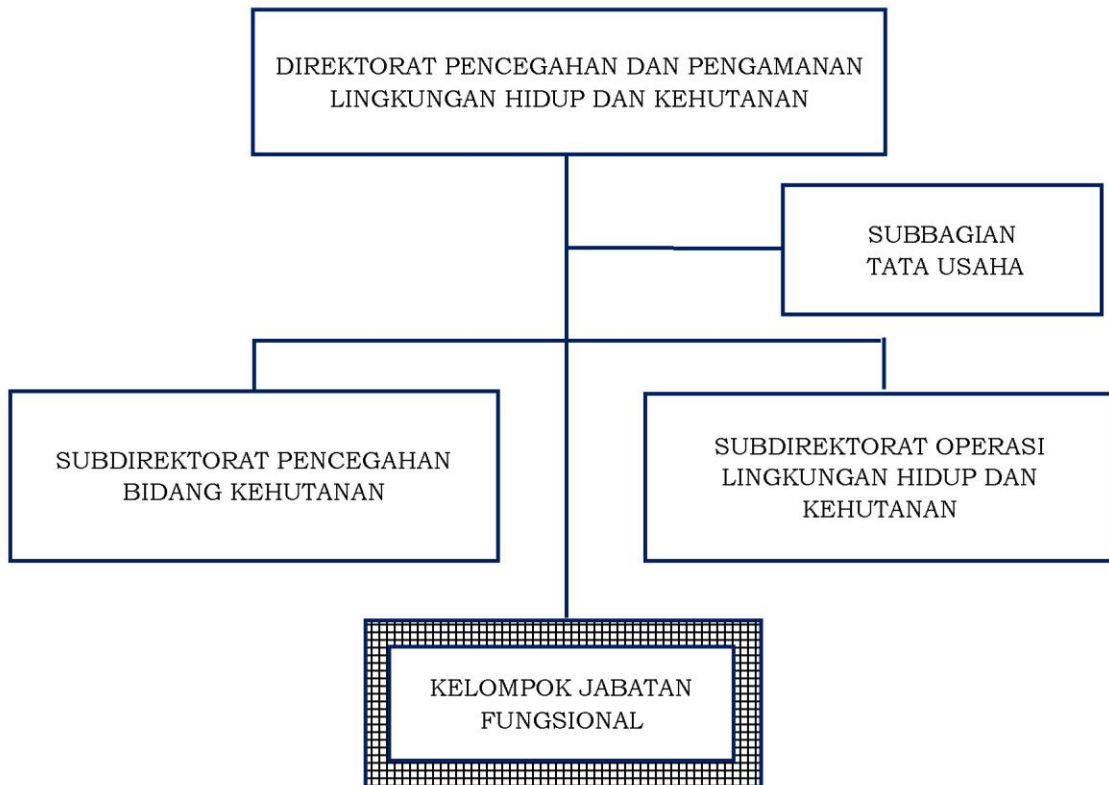 DIREKTORAT PENCEGAHAN DAN PENGAMANAN
LINGKUNGAN HIDUP DAN KEHUTANAN
SUBBAGIAN
TATA USAHA
SUBDIREKTORAT PENCEGAHAN
BIDANG KEHUTANAN
SUBDIREKTORAT OPERASI
LINGKUNGAN HIDUP DAN
KEHUTANAN
KELOMPOK JABATAN
FUNGSIONAL